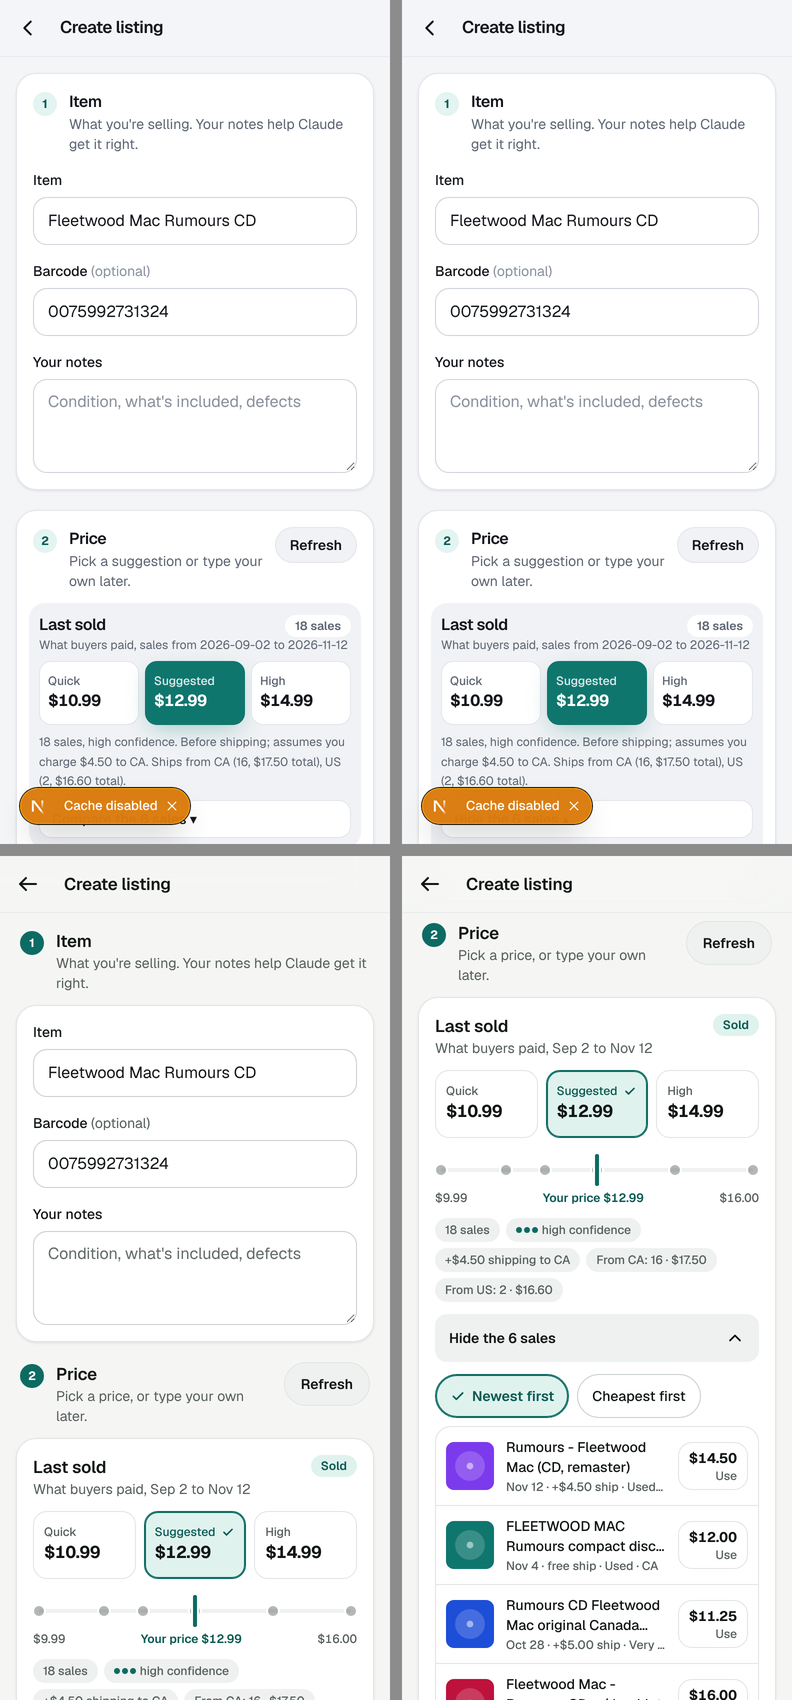 Create listing
1
Item
What you're selling. Your notes help Claude
get it right.
Item
Fleetwood Mac Rumours CD
Barcode (optional)
0075992731324
Your notes
Condition, what's included, defects
2
Price
Refresh
Pick a suggestion or type your
own later.
Last sold
18 sales
What buyers paid, sales from 2026-09-02 to 2026-11-12
Quick
$10.99
Suggested
$12.99
High
$14.99
18 sales, high confidence. Before shipping; assumes you
charge $4.50 to CA. Ships from CA (16, $17.50 total), US
(2, $16.60 total).
Cache disabled
Create listing
1
Item
What you're selling. Your notes help Claude
get it right.
Item
Fleetwood Mac Rumours CD
Barcode (optional)
0075992731324
Your notes
Condition, what's included, defects
2
Price
Refresh
Pick a suggestion or type your
own later.
Last sold
18 sales
What buyers paid, sales from 2026-09-02 to 2026-11-12
Quick
$10.99
Suggested
$12.99
High
$14.99
18 sales, high confidence. Before shipping; assumes you
charge $4.50 to CA. Ships from CA (16, $17.50 total), US
(2, $16.60 total).
Cache disabled
Create listing
1
Item
What you're selling. Your notes help Claude get it
right.
Item
Fleetwood Mac Rumours CD
Barcode (optional)
0075992731324
Your notes
Condition, what's included, defects
2
Price
Refresh
Pick a price, or type your own
later.
Last sold
Sold
What buyers paid, Sep 2 to Nov 12
Quick
$10.99
Suggested
$12.99
High
$14.99
$9.99
Your price $12.99
$16.00
18 sales
high confidence
+$4.50 shipping to CA
From CA: 16 · $17.50
Create listing
2
Price
Refresh
Pick a price, or type your own
later.
Last sold
Sold
What buyers paid, Sep 2 to Nov 12
Quick
$10.99
Suggested
$12.99
High
$14.99
$9.99
Your price $12.99
$16.00
18 sales
high confidence
+$4.50 shipping to CA
From CA: 16 · $17.50
From US: 2 · $16.60
Hide the 6 sales
Newest first
Cheapest first
Rumours - Fleetwood
Mac (CD, remaster)
Nov 12 · +$4.50 ship · Used...
$14.50
Use
FLEETWOOD MAC
Rumours compact disc...
Nov 4 · free ship · Used · CA
$12.00
Use
Rumours CD Fleetwood
Mac original Canada...
Oct 28 · +$5.00 ship · Very ...
$11.25
Use
Fleetwood Mac -
$16.00